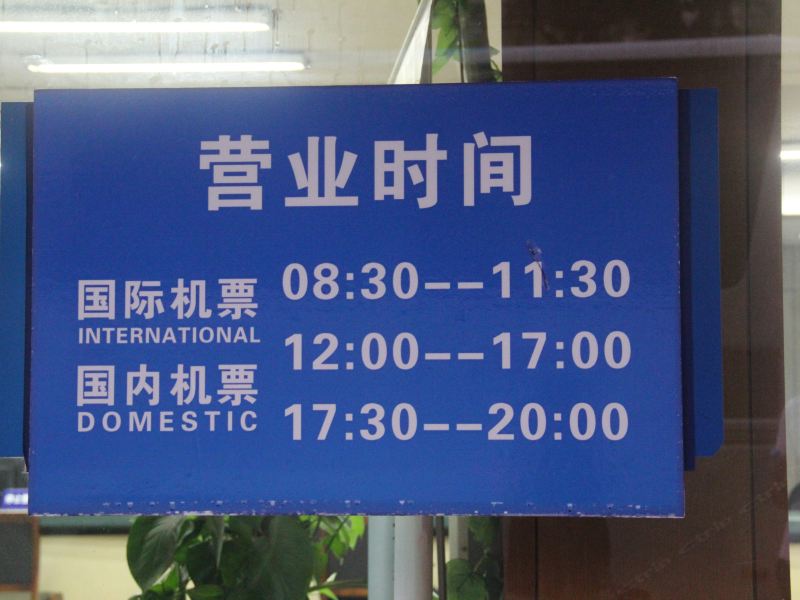 营业时间
国际机票
INTERNATIONAL
国内机票
DOMESTIC
08:30--11:30
12:00--17:00
17:30--20:00